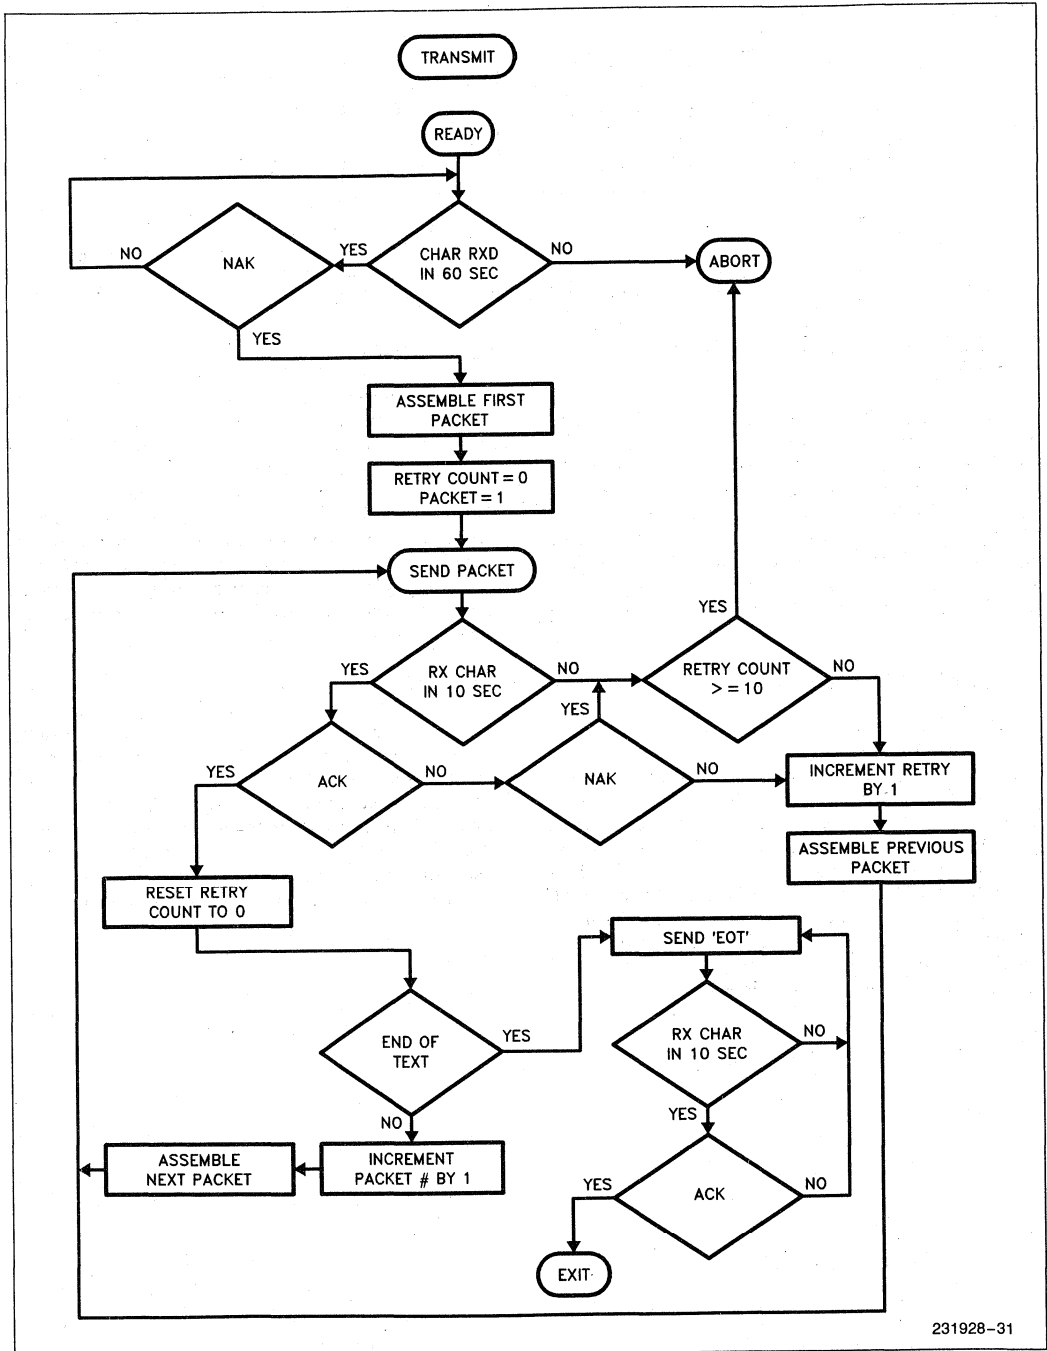 TRANSMIT
READY
CHAR RXD
IN 60 SEC
YES
NO
NAK
NO
YES
ABORT
ASSEMBLE FIRST
PACKET
RETRY COUNT = 0
PACKET = 1
SEND PACKET
RX CHAR
IN 10 SEC
YES
NO
RETRY COUNT
> = 10
YES
NO
ACK
YES
NO
NAK
YES
NO
INCREMENT RETRY
BY 1
ASSEMBLE PREVIOUS
PACKET
RESET RETRY
COUNT TO 0
END OF
TEXT
YES
NO
SEND 'EOT'
RX CHAR
IN 10 SEC
NO
YES
INCREMENT
PACKET # BY 1
ASSEMBLE
NEXT PACKET
ACK
YES
NO
EXIT
231928-31